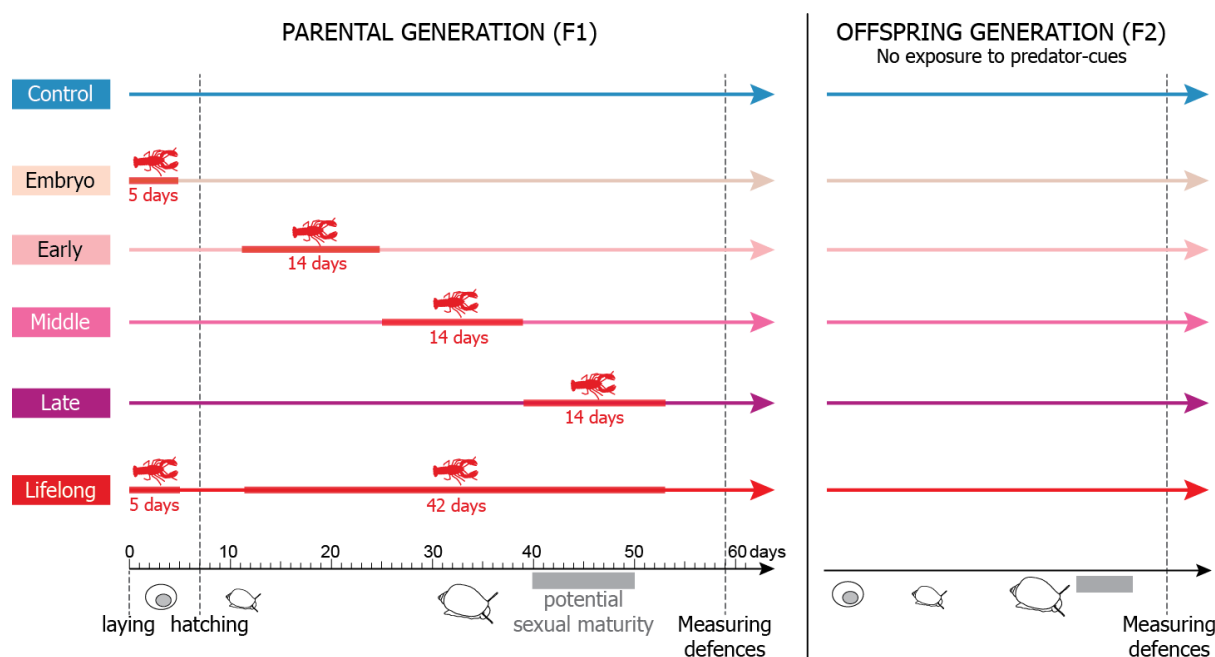 PARENTAL GENERATION (F1)
OFFSPRING GENERATION (F2)
No exposure to predator-cues
Control
Embryo
5 days
Early
14 days
Middle
14 days
Late
14 days
Lifelong
5 days
42 days
0 10 20 30 40 50 60 days
laying hatching
potential
sexual maturity
Measuring
defences
Measuring
defences